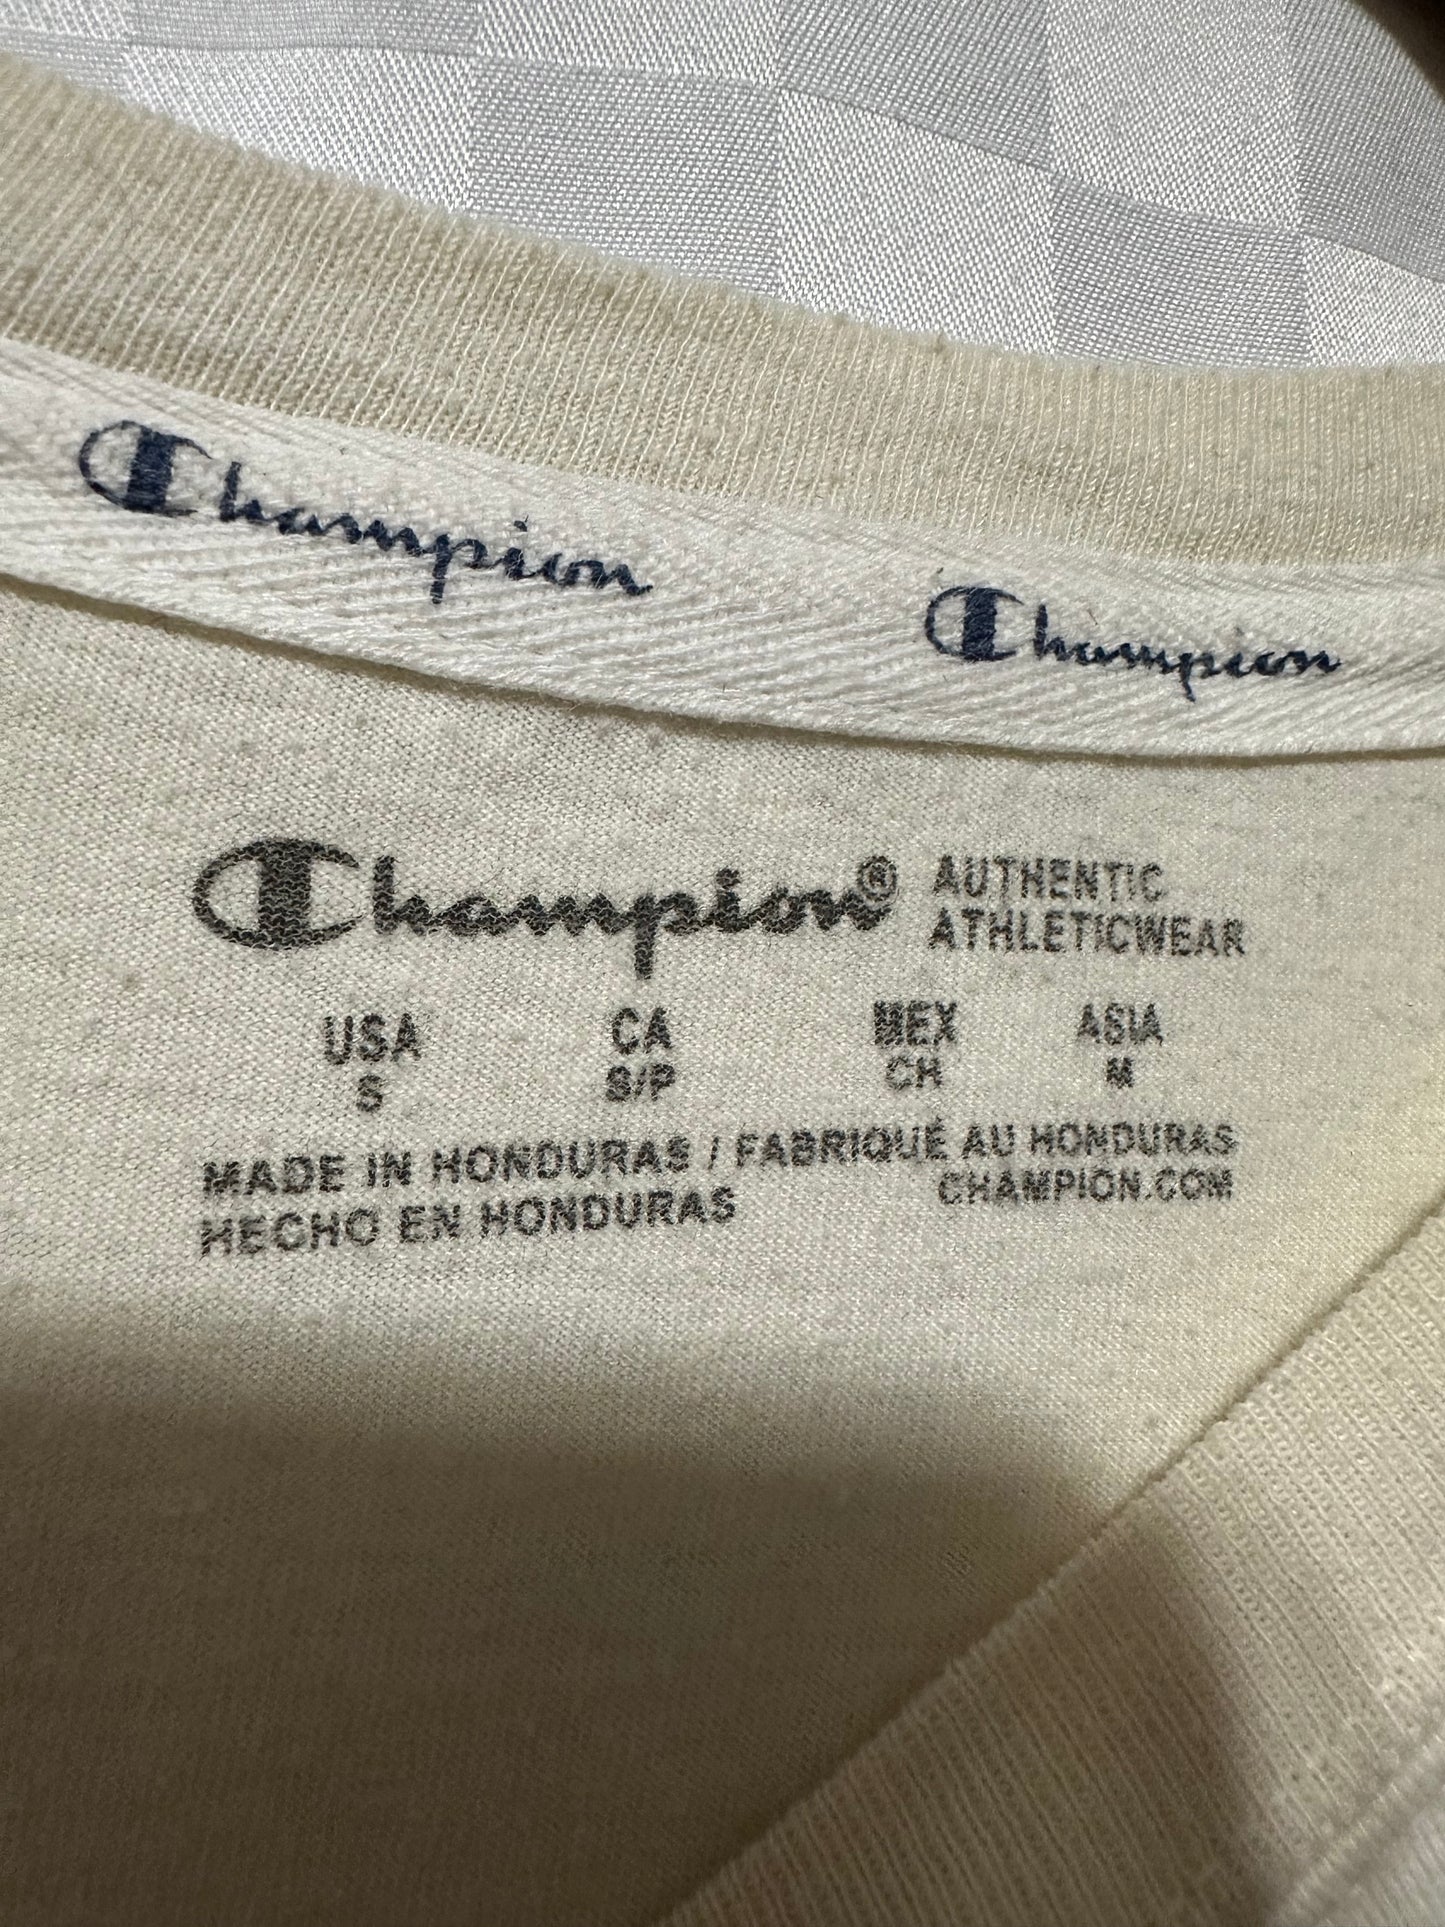 Champion Champion
Champion® AUTHENTIC
ATHLETICWEAR
USA CA MEX ASIA
S S/P CH M
MADE IN HONDURAS / FABRIQUÉ AU HONDURAS
HECHO EN HONDURAS CHAMPION.COM